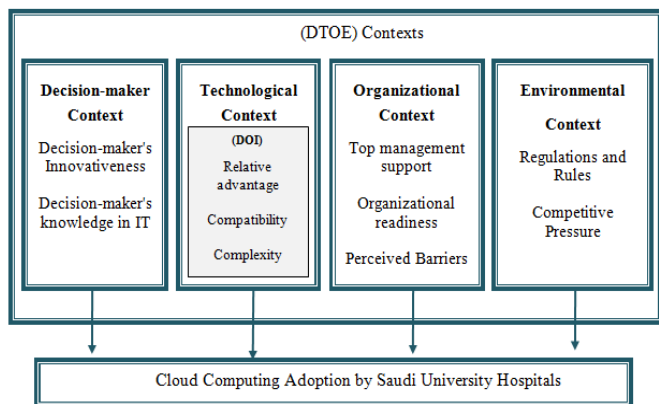 (DTOE) Contexts
Decision-maker
Context
Decision-maker's
Innovativeness
Decision-maker's
knowledge in IT
Technological
Context
(DOI)
Relative
advantage
Compatibility
Complexity
Organizational
Context
Top management
support
Organizational
readiness
Perceived Barriers
Environmental
Context
Regulations and
Rules
Competitive
Pressure
Cloud Computing Adoption by Saudi University Hospitals